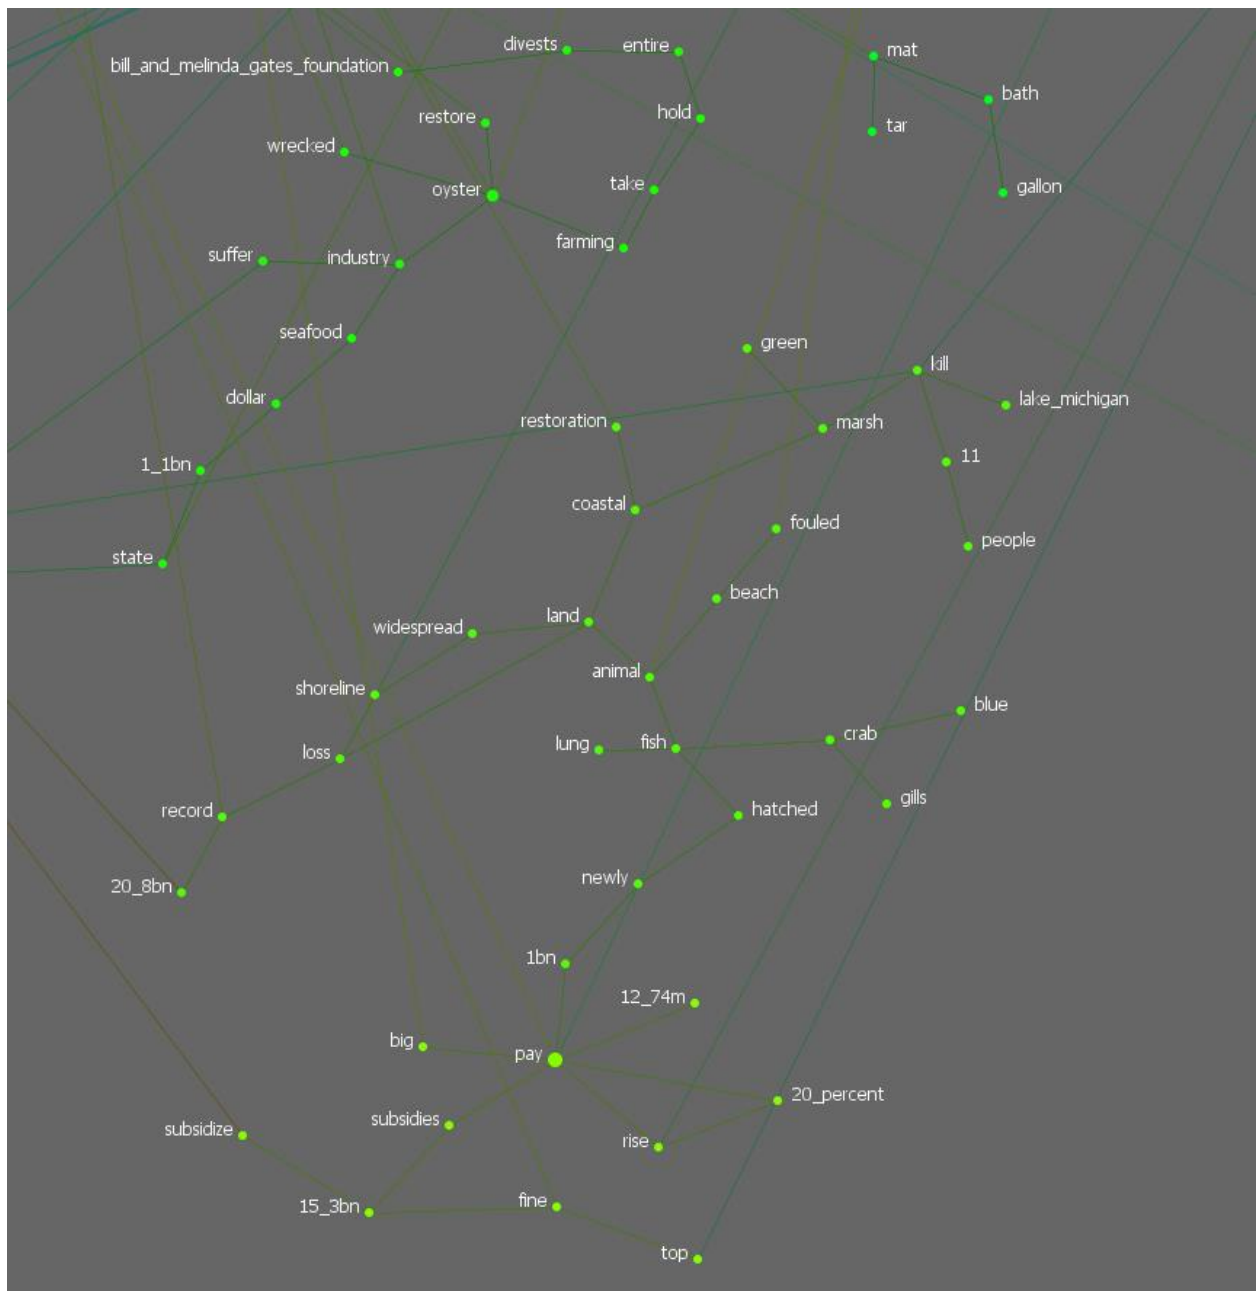 divests
entire
mat
bill_and_melinda_gates_foundation
bath
restore
hold
tar
wrecked
oyster
take
gallon
farming
suffer
industry
seafood
green
kill
dollar
lake_michigan
restoration
marsh
1_1bn
11
coastal
fouled
state
people
beach
land
widespread
animal
shoreline
blue
lung
fish
crab
loss
record
hatched
gills
20_8bn
newly
1bn
12_74m
big
pay
20_percent
subsidies
subsidize
rise
15_3bn
fine
top